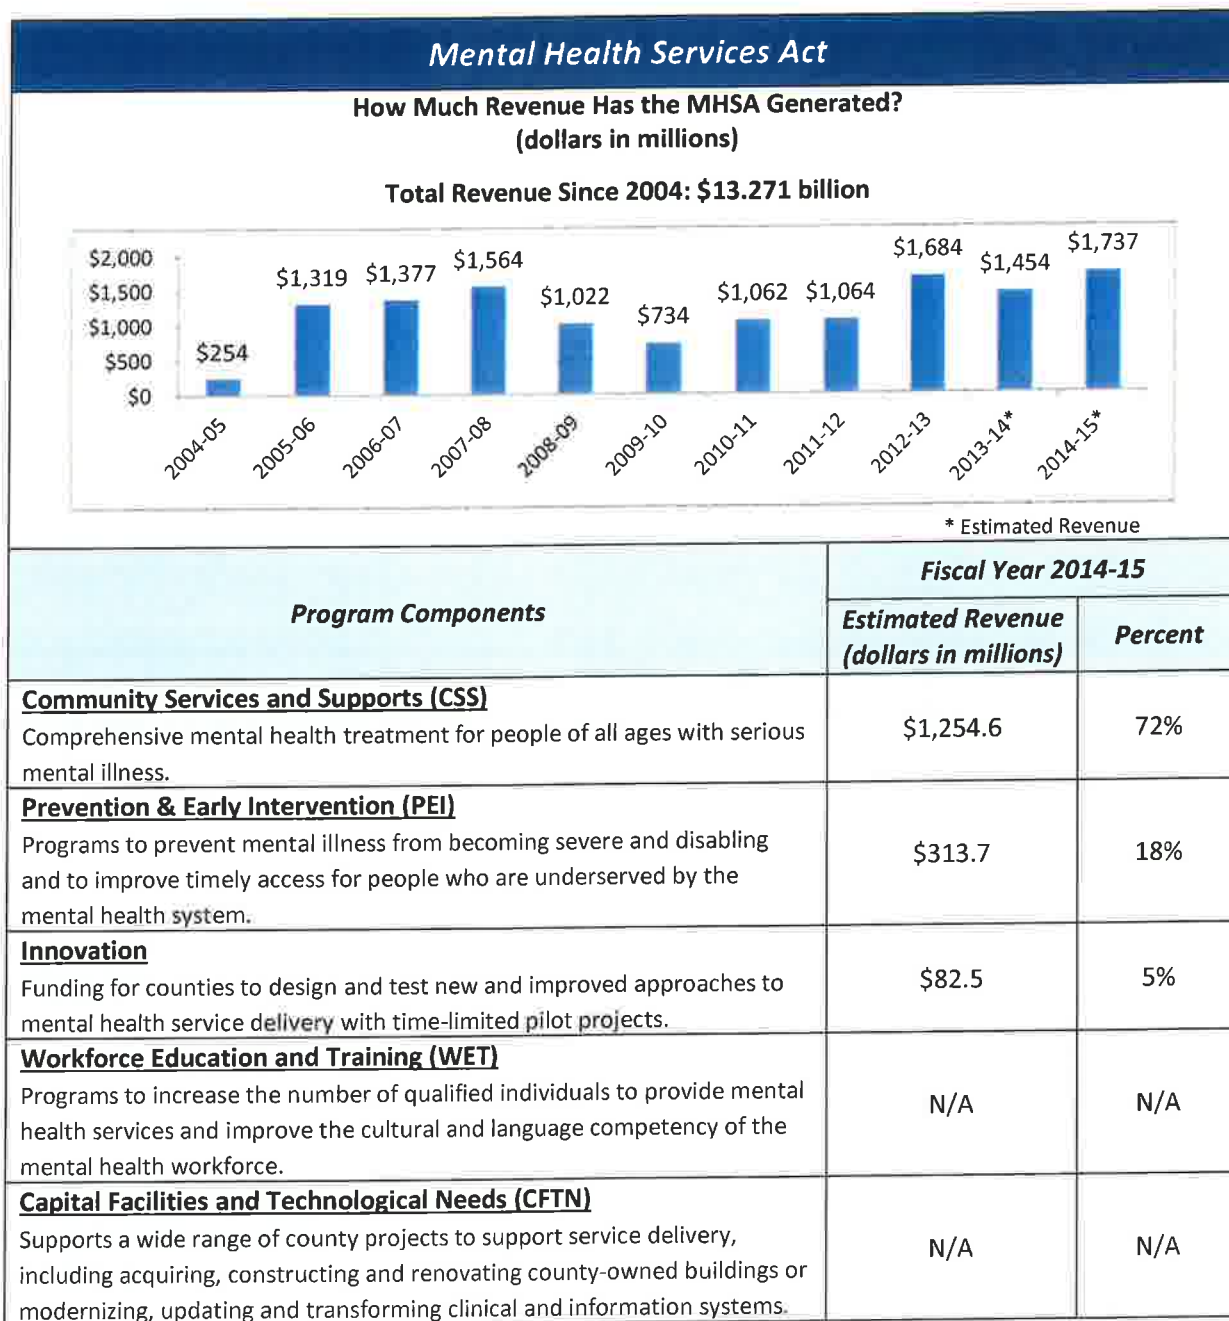 Mental Health Services Act
How Much Revenue Has the MHSA Generated?
(dollars in millions)
Total Revenue Since 2004: $13.271 billion
$2,000
$1,500
$1,000
$500
$0
$254
$1,319
$1,377
$1,564
$1,022
$734
$1,062
$1,064
$1,684
$1,454
$1,737
2004-05
2005-06
2006-07
2007-08
2008-09
2009-10
2010-11
2011-12
2012-13
2013-14*
2014-15*
* Estimated Revenue
Program Components
Fiscal Year 2014-15
Estimated Revenue
(dollars in millions)
Percent
Community Services and Supports (CSS)
Comprehensive mental health treatment for people of all ages with serious
mental illness.
$1,254.6
72%
Prevention & Early Intervention (PEI)
Programs to prevent mental illness from becoming severe and disabling
and to improve timely access for people who are underserved by the
mental health system.
$313.7
18%
Innovation
Funding for counties to design and test new and improved approaches to
mental health service delivery with time-limited pilot projects.
$82.5
5%
Workforce Education and Training (WET)
Programs to increase the number of qualified individuals to provide mental
health services and improve the cultural and language competency of the
mental health workforce.
N/A
N/A
Capital Facilities and Technological Needs (CFTN)
Supports a wide range of county projects to support service delivery,
including acquiring, constructing and renovating county-owned buildings or
modernizing, updating and transforming clinical and information systems.
N/A
N/A